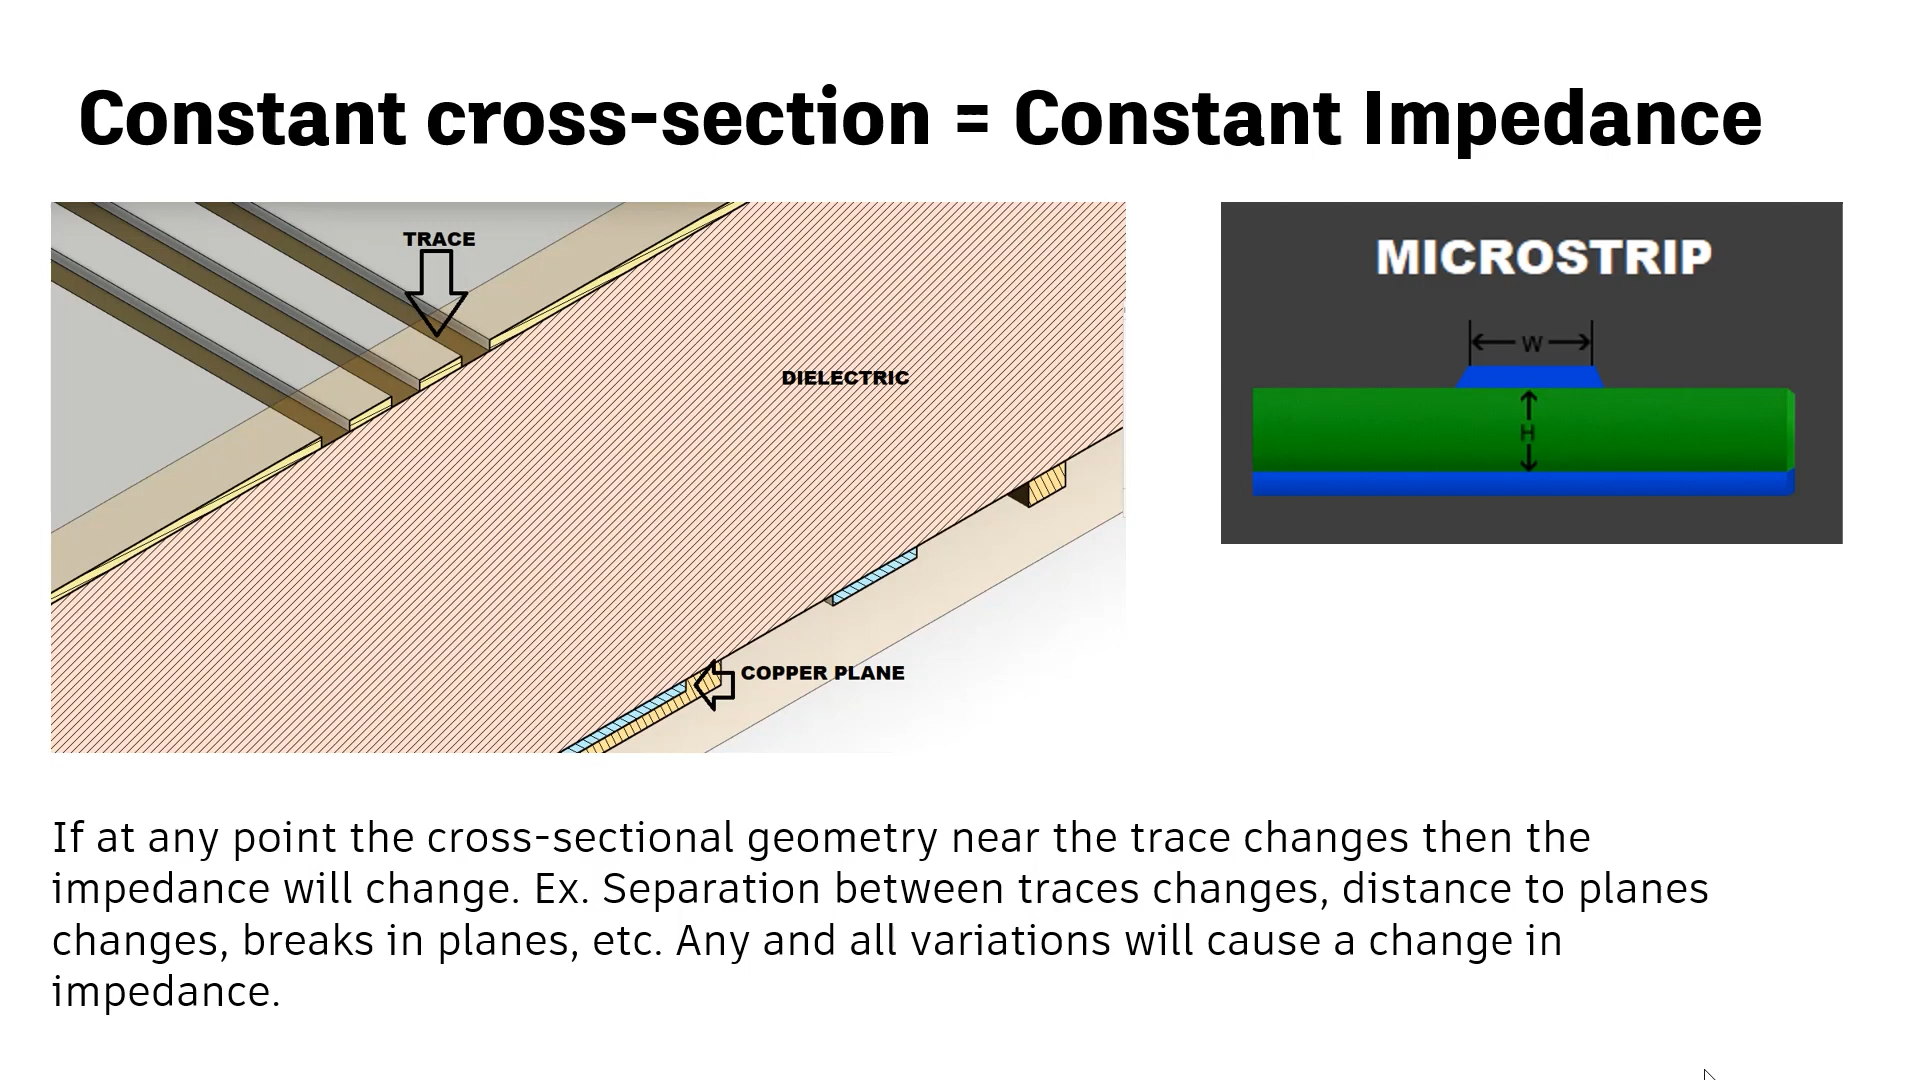 Constant cross-section = Constant Impedance
TRACE
DIELECTRIC
COPPER PLANE
MICROSTRIP
W
H
If at any point the cross-sectional geometry near the trace changes then the
impedance will change. Ex. Separation between traces changes, distance to planes
changes, breaks in planes, etc. Any and all variations will cause a change in
impedance.